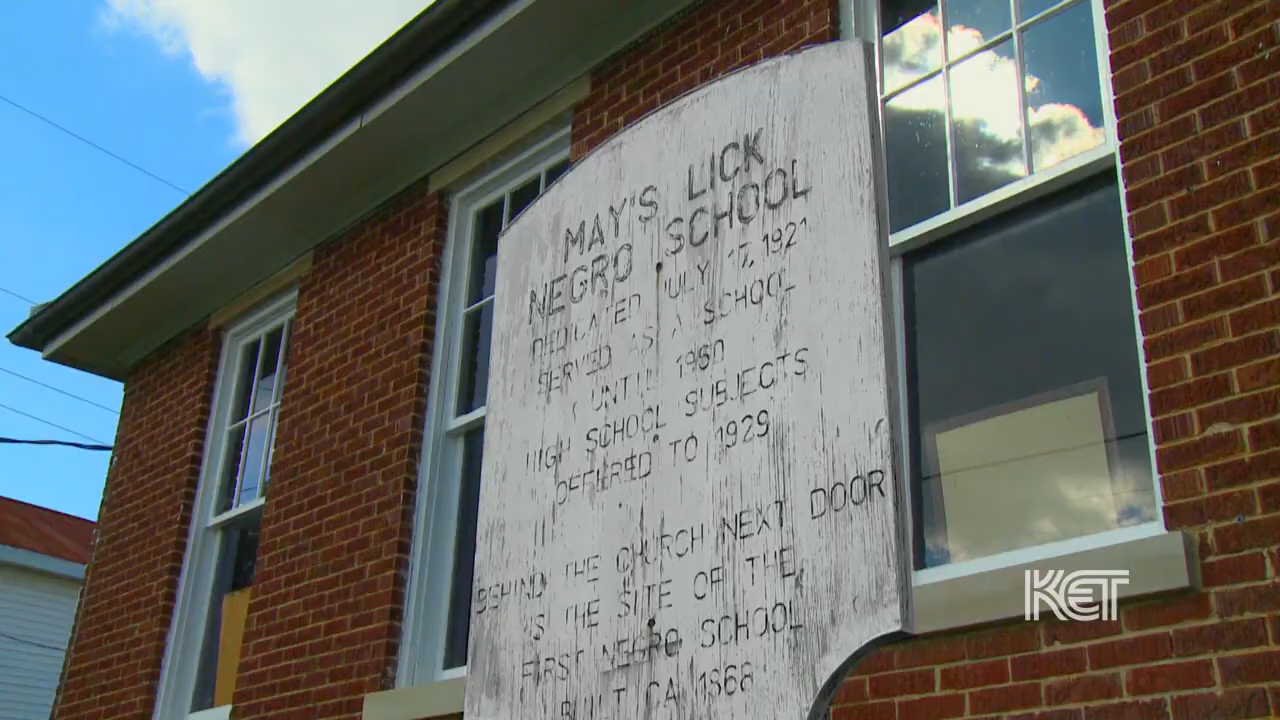 MAY'S LICK
NEGRO SCHOOL
DEDICATED JULY 17, 1921
SERVED AS A SCHOOL
UNTIL 1960
HIGH SCHOOL SUBJECTS
OFFERED TO 1929
BEHIND THE CHURCH NEXT DOOR
IS THE SITE OF THE
FIRST NEGRO SCHOOL
BUILT CA 1868
KET